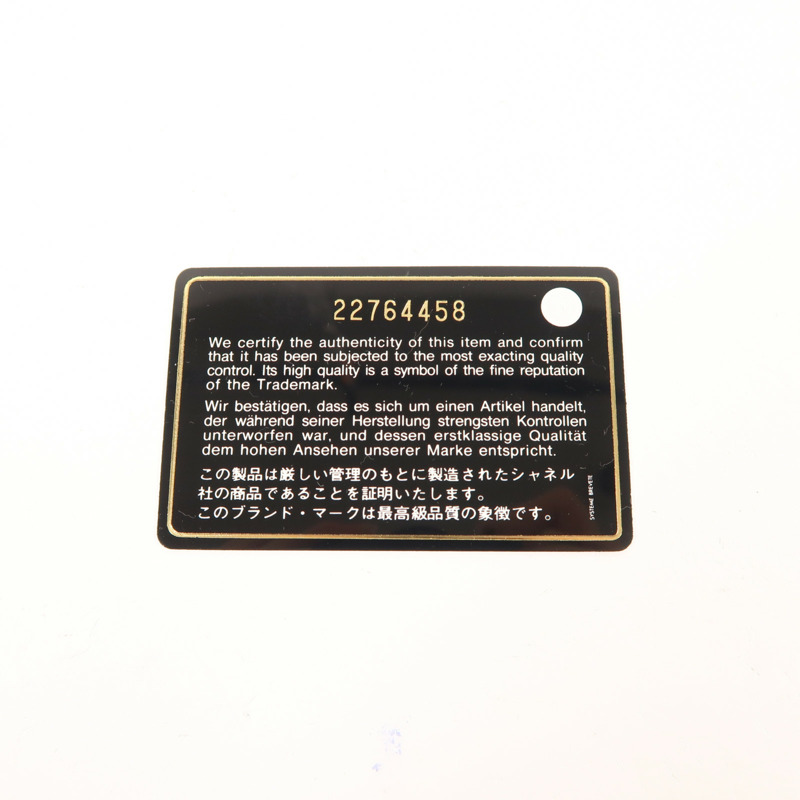 22764458
We certify the authenticity of this item and confirm
that it has been subjected to the most exacting quality
control. Its high quality is a symbol of the fine reputation
of the Trademark.
Wir bestätigen, dass es sich um einen Artikel handelt,
der während seiner Herstellung strengsten Kontrollen
unterworfen war, und dessen erstklassige Qualität
dem hohen Ansehen unserer Marke entspricht.
この製品は厳しい管理のもとに製造されたシャネル
社の商品であることを証明いたします。
このブランド・マークは最高級品質の象徴です。
SYSTEME BREVETE